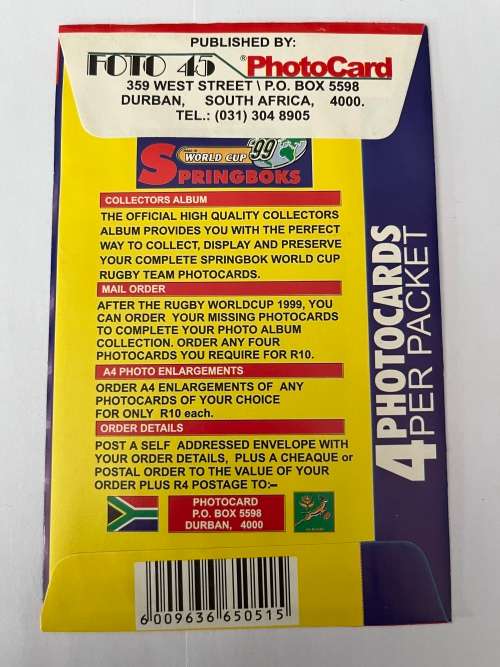 PUBLISHED BY:
FOTO 45 ®PhotoCard
359 WEST STREET \ P.O. BOX 5598
DURBAN, SOUTH AFRICA, 4000.
TEL.: (031) 304 8905
WORLD CUP '99
SPRINGBOKS
COLLECTORS ALBUM
THE OFFICIAL HIGH QUALITY COLLECTORS
ALBUM PROVIDES YOU WITH THE PERFECT
WAY TO COLLECT, DISPLAY AND PRESERVE
YOUR COMPLETE SPRINGBOK WORLD CUP
RUGBY TEAM PHOTOCARDS.
MAIL ORDER
AFTER THE RUGBY WORLDCUP 1999, YOU
CAN ORDER YOUR MISSING PHOTOCARDS
TO COMPLETE YOUR PHOTO ALBUM
COLLECTION. ORDER ANY FOUR
PHOTOCARDS YOU REQUIRE FOR R10.
A4 PHOTO ENLARGEMENTS
ORDER A4 ENLARGEMENTS OF ANY
PHOTOCARDS OF YOUR CHOICE
FOR ONLY R10 each.
ORDER DETAILS
POST A SELF ADDRESSED ENVELOPE WITH
YOUR ORDER DETAILS, PLUS A CHEAQUE or
POSTAL ORDER TO THE VALUE OF YOUR
ORDER PLUS R4 POSTAGE TO:–
PHOTOCARD
P.O. BOX 5598
DURBAN, 4000
6 009636 650515
4 PHOTOCARDS
PER PACKET